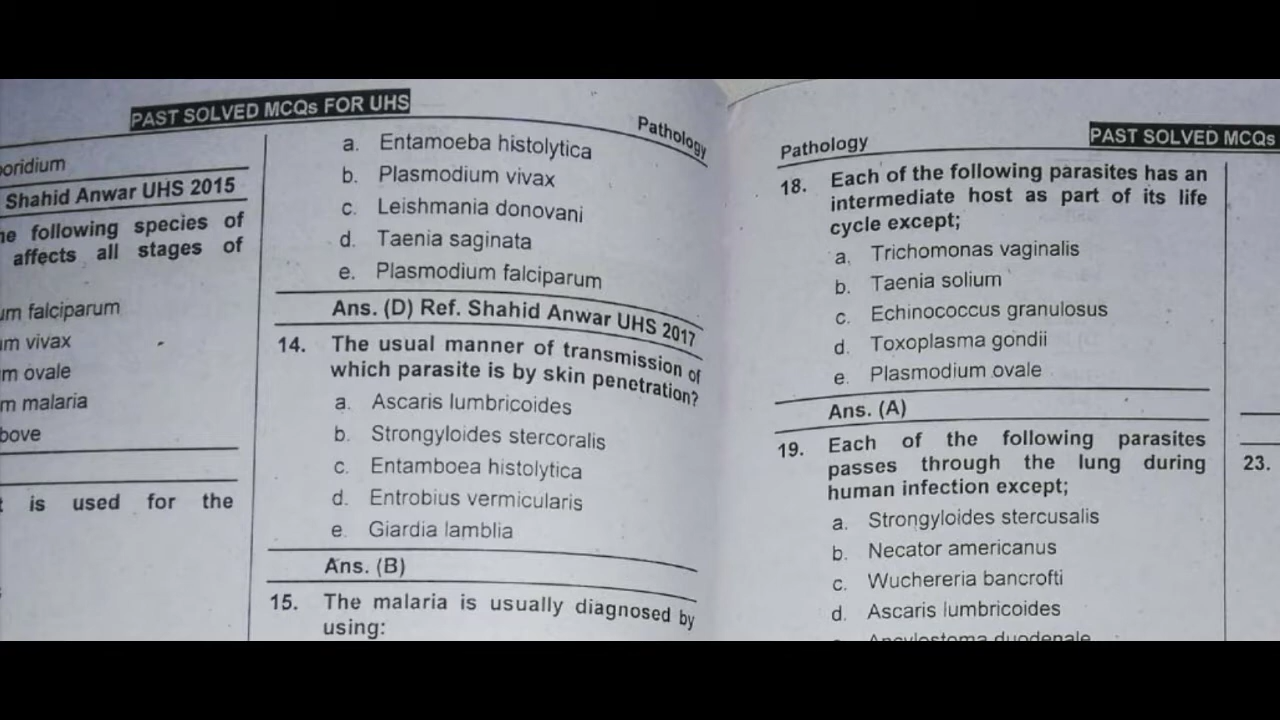 PAST SOLVED MCQs FOR UHS
Pathology
oridium
Shahid Anwar UHS 2015
following species of
affects all stages of
falciparum
vivax
ovale
malaria
is used for the
a. Entamoeba histolytica
b. Plasmodium vivax
c. Leishmania donovani
d. Taenia saginata
e. Plasmodium falciparum
Ans. (D) Ref. Shahid Anwar UHS 2017
14. The usual manner of transmission of
which parasite is by skin penetration?
a. Ascaris lumbricoides
b. Strongyloides stercoralis
c. Entamboea histolytica
d. Entrobius vermicularis
e. Giardia lamblia
Ans. (B)
15. The malaria is usually diagnosed by
using:
Pathology
PAST SOLVED MCQs
18. Each of the following parasites has an
intermediate host as part of its life
cycle except;
a. Trichomonas vaginalis
b. Taenia solium
c. Echinococcus granulosus
d. Toxoplasma gondii
e. Plasmodium ovale
Ans. (A)
19. Each of the following parasites
passes through the lung during
human infection except;
a. Strongyloides stercusalis
b. Necator americanus
c. Wuchereria bancrofti
d. Ascaris lumbricoides
Ancylostoma duodenale
23.